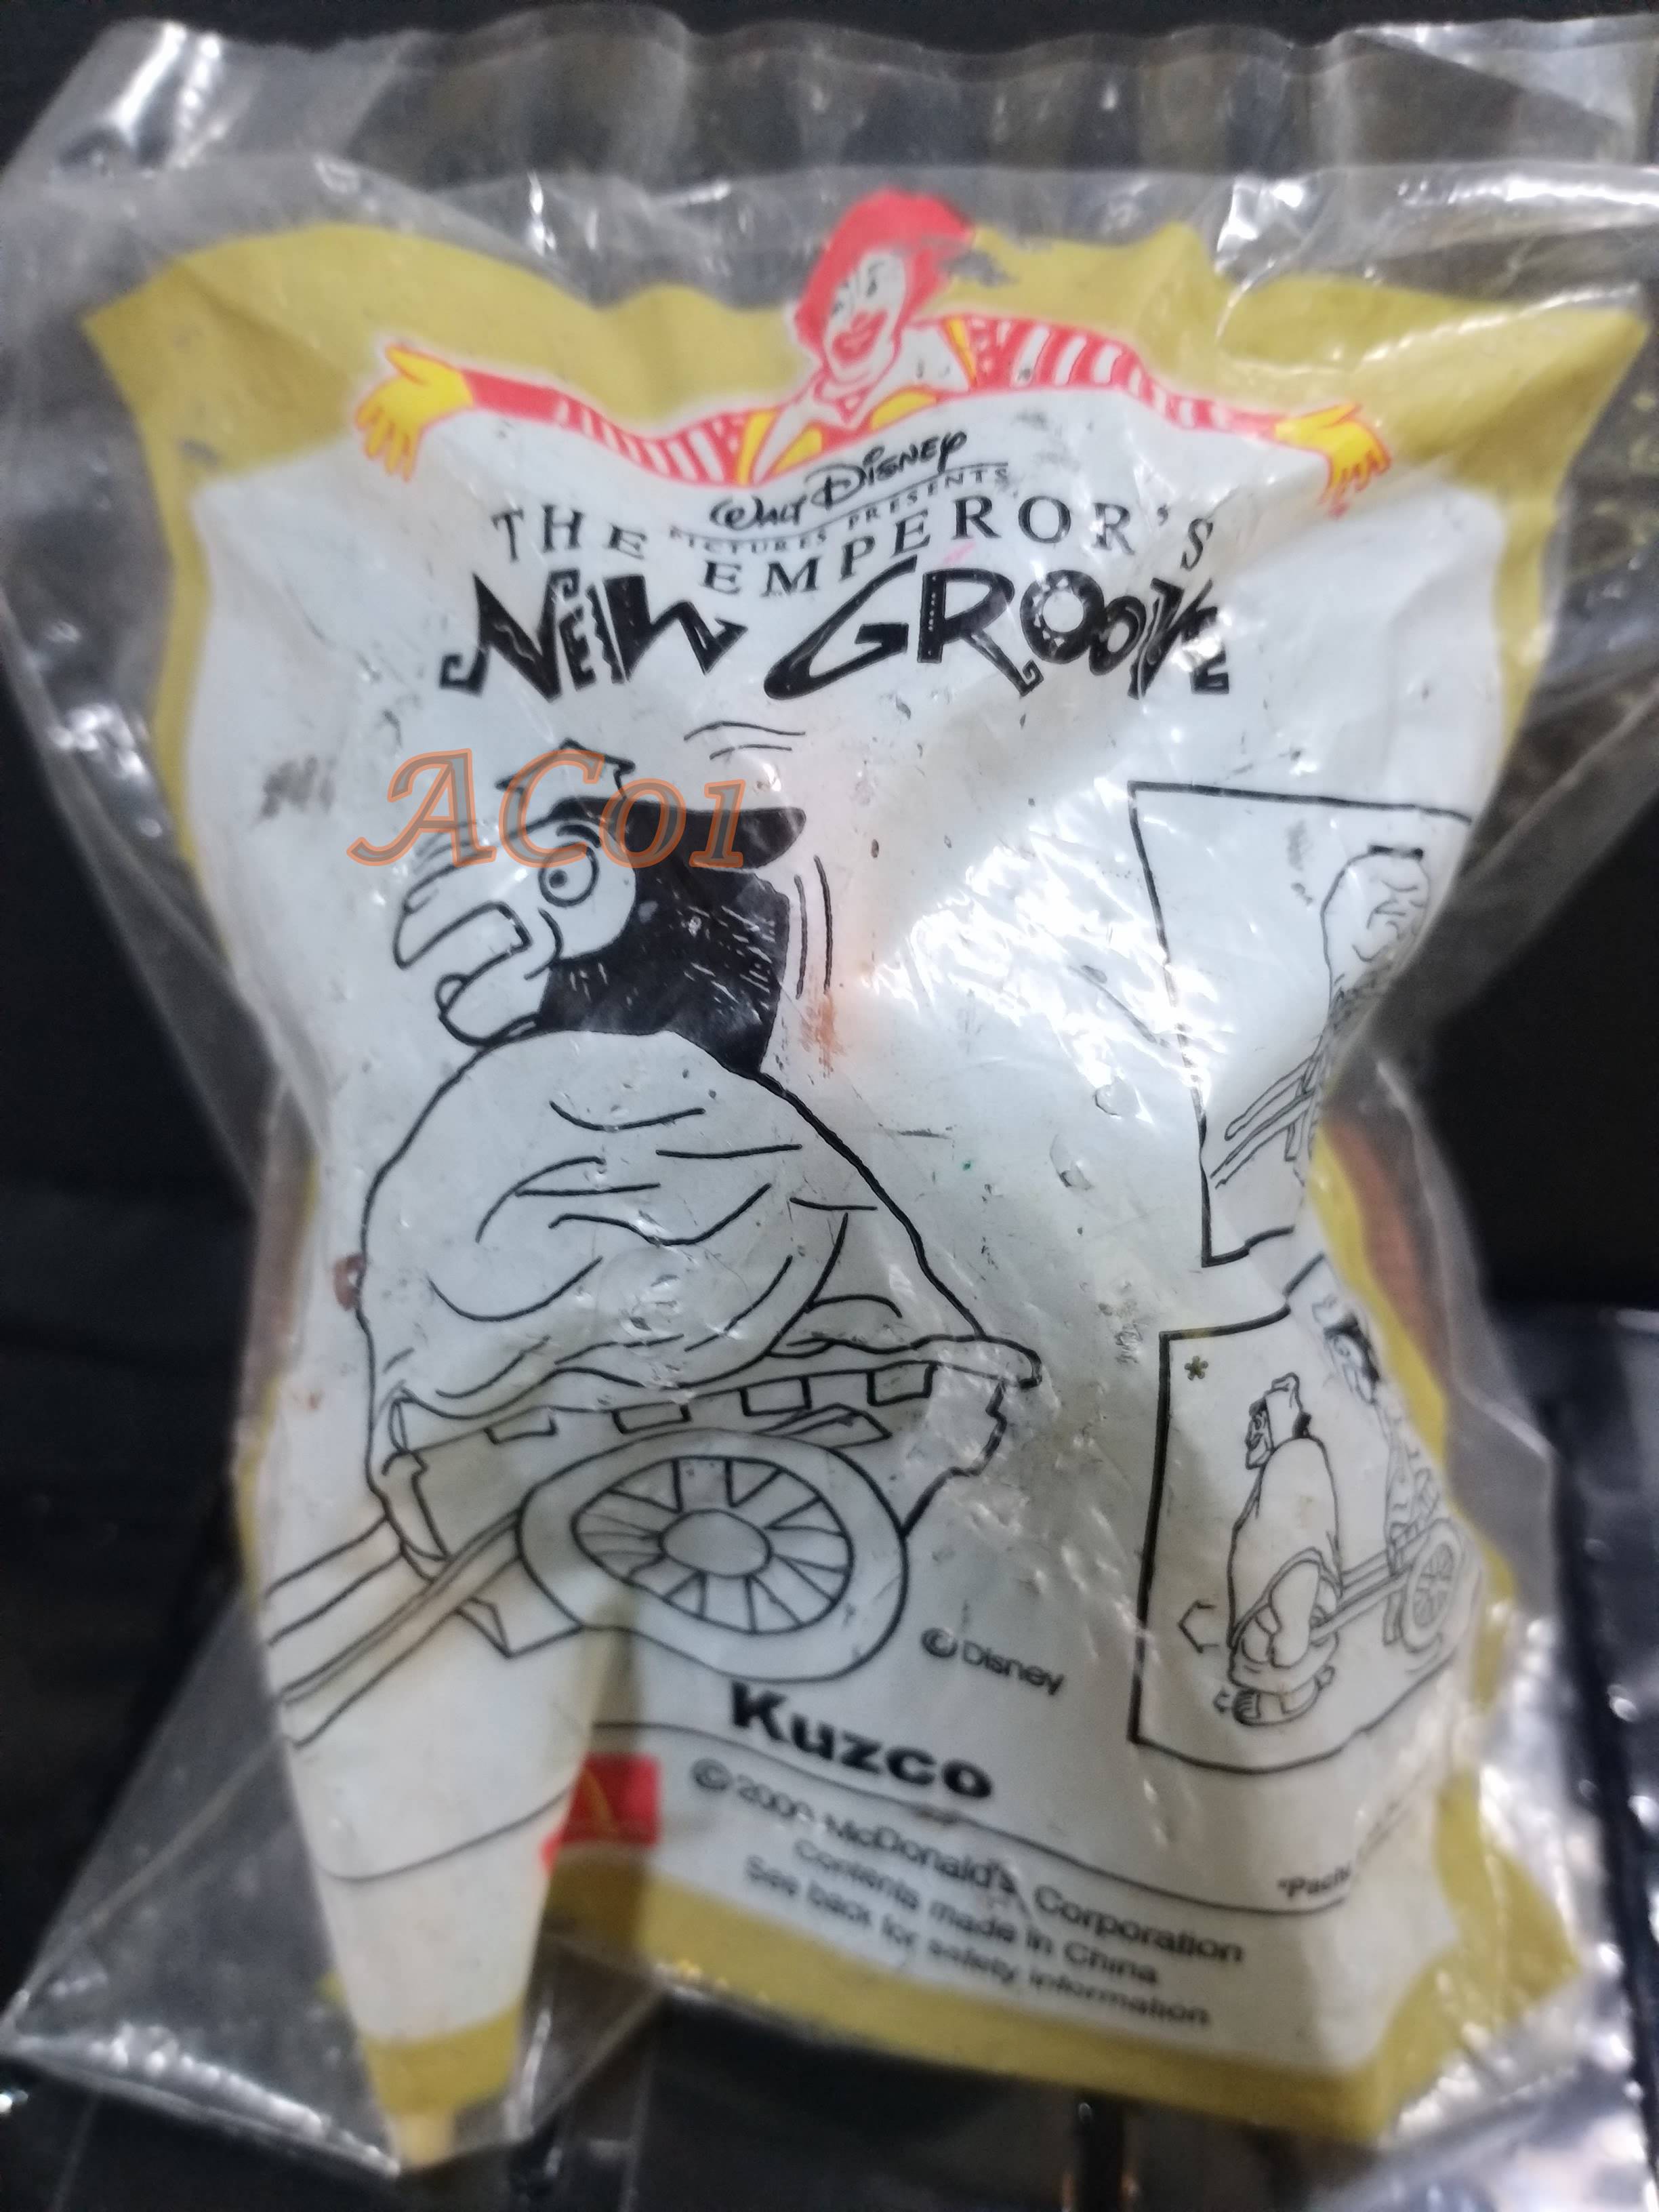 WALT DISNEY
PICTURES PRESENTS
THE EMPEROR'S
NEW GROOVE
AC01
*
© Disney
Kuzco
© 2000 McDonald's Corporation
Contents made in China
See back for safety information